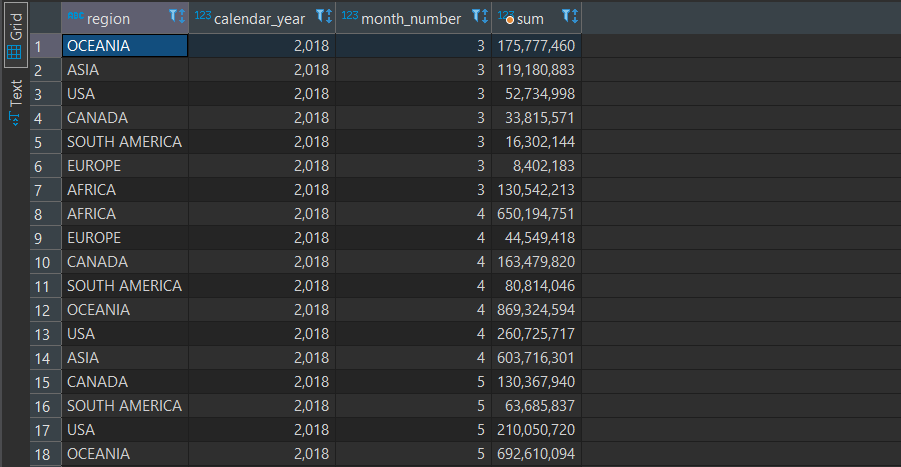 Grid
Text
ABC region 123 calendar_year 123 month_number 123 sum
1 OCEANIA 2,018 3 175,777,460
2 ASIA 2,018 3 119,180,883
3 USA 2,018 3 52,734,998
4 CANADA 2,018 3 33,815,571
5 SOUTH AMERICA 2,018 3 16,302,144
6 EUROPE 2,018 3 8,402,183
7 AFRICA 2,018 3 130,542,213
8 AFRICA 2,018 4 650,194,751
9 EUROPE 2,018 4 44,549,418
10 CANADA 2,018 4 163,479,820
11 SOUTH AMERICA 2,018 4 80,814,046
12 OCEANIA 2,018 4 869,324,594
13 USA 2,018 4 260,725,717
14 ASIA 2,018 4 603,716,301
15 CANADA 2,018 5 130,367,940
16 SOUTH AMERICA 2,018 5 63,685,837
17 USA 2,018 5 210,050,720
18 OCEANIA 2,018 5 692,610,094